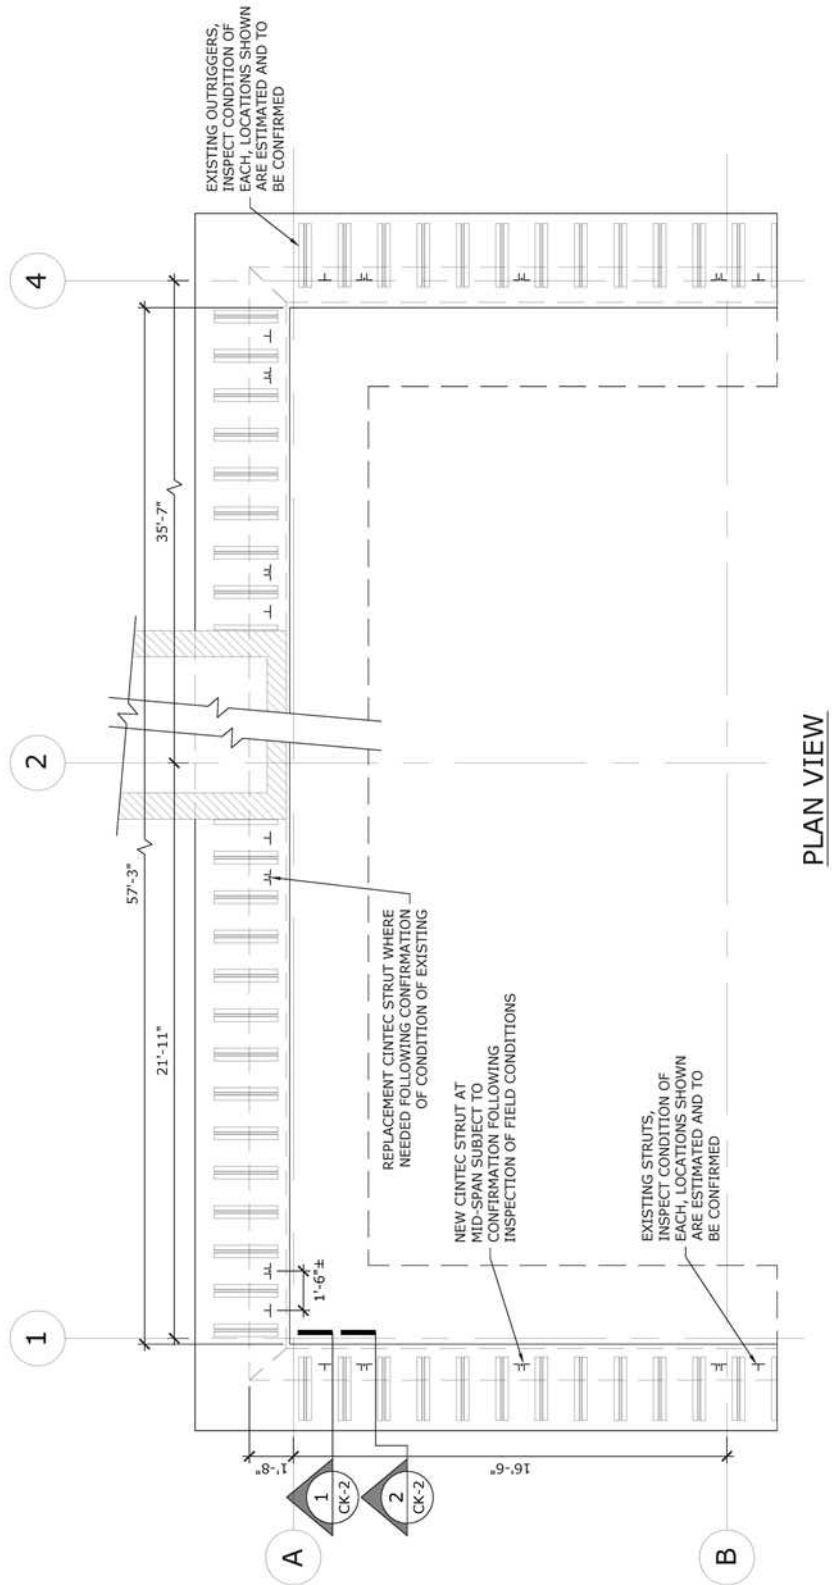 1
2
4
57'-3"
21'-11"
35'-7"
EXISTING OUTRIGGERS,
INSPECT CONDITION OF
EACH, LOCATIONS SHOWN
ARE ESTIMATED AND TO
BE CONFIRMED
1'-6"±
REPLACEMENT CINTEC STRUT WHERE
NEEDED FOLLOWING CONFIRMATION
OF CONDITION OF EXISTING
NEW CINTEC STRUT AT
MID-SPAN SUBJECT TO
CONFIRMATION FOLLOWING
INSPECTION OF FIELD CONDITIONS
EXISTING STRUTS,
INSPECT CONDITION OF
EACH, LOCATIONS SHOWN
ARE ESTIMATED AND TO
BE CONFIRMED
1'-8"
16'-6"
A
1
CK-2
2
CK-2
B
PLAN VIEW